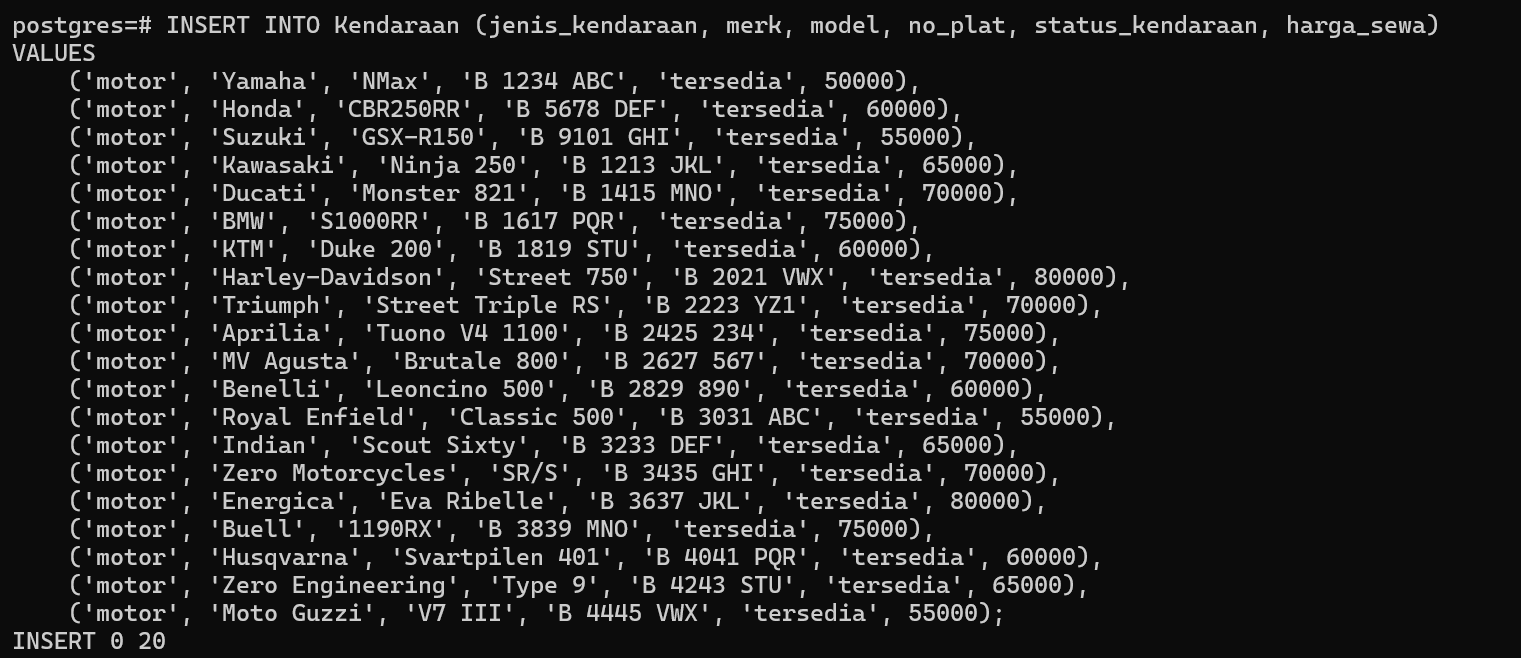 postgres=# INSERT INTO Kendaraan (jenis_kendaraan, merk, model, no_plat, status_kendaraan, harga_sewa)
VALUES
    ('motor', 'Yamaha', 'NMax', 'B 1234 ABC', 'tersedia', 50000),
    ('motor', 'Honda', 'CBR250RR', 'B 5678 DEF', 'tersedia', 60000),
    ('motor', 'Suzuki', 'GSX-R150', 'B 9101 GHI', 'tersedia', 55000),
    ('motor', 'Kawasaki', 'Ninja 250', 'B 1213 JKL', 'tersedia', 65000),
    ('motor', 'Ducati', 'Monster 821', 'B 1415 MNO', 'tersedia', 70000),
    ('motor', 'BMW', 'S1000RR', 'B 1617 PQR', 'tersedia', 75000),
    ('motor', 'KTM', 'Duke 200', 'B 1819 STU', 'tersedia', 60000),
    ('motor', 'Harley-Davidson', 'Street 750', 'B 2021 VWX', 'tersedia', 80000),
    ('motor', 'Triumph', 'Street Triple RS', 'B 2223 YZ1', 'tersedia', 70000),
    ('motor', 'Aprilia', 'Tuono V4 1100', 'B 2425 234', 'tersedia', 75000),
    ('motor', 'MV Agusta', 'Brutale 800', 'B 2627 567', 'tersedia', 70000),
    ('motor', 'Benelli', 'Leoncino 500', 'B 2829 890', 'tersedia', 60000),
    ('motor', 'Royal Enfield', 'Classic 500', 'B 3031 ABC', 'tersedia', 55000),
    ('motor', 'Indian', 'Scout Sixty', 'B 3233 DEF', 'tersedia', 65000),
    ('motor', 'Zero Motorcycles', 'SR/S', 'B 3435 GHI', 'tersedia', 70000),
    ('motor', 'Energica', 'Eva Ribelle', 'B 3637 JKL', 'tersedia', 80000),
    ('motor', 'Buell', '1190RX', 'B 3839 MNO', 'tersedia', 75000),
    ('motor', 'Husqvarna', 'Svartpilen 401', 'B 4041 PQR', 'tersedia', 60000),
    ('motor', 'Zero Engineering', 'Type 9', 'B 4243 STU', 'tersedia', 65000),
    ('motor', 'Moto Guzzi', 'V7 III', 'B 4445 VWX', 'tersedia', 55000);
INSERT 0 20